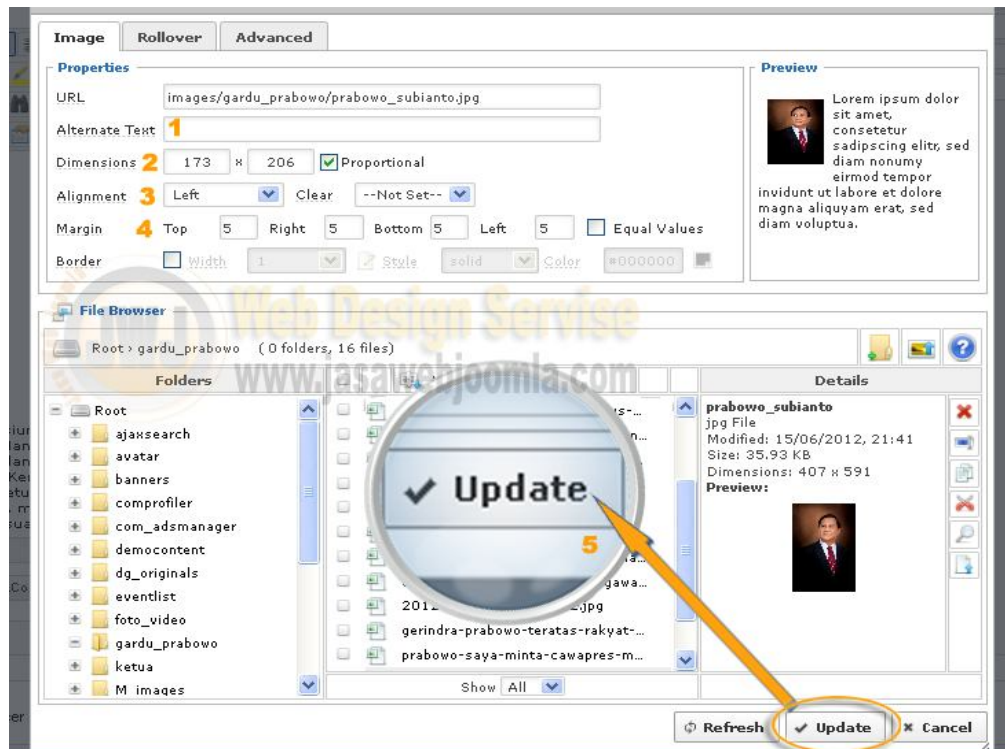 Image Rollover Advanced
Properties
URL images/gardu_prabowo/prabowo_subianto.jpg
Alternate Text 1
Dimensions 2 173 x 206 Proportional
Alignment 3 Left Clear --Not Set--
Margin 4 Top 5 Right 5 Bottom 5 Left 5 Equal Values
Border Width 1 Style solid Color #000000
Preview
Lorem ipsum dolor
sit amet,
consetetur
sadipscing elitr, sed
diam nonumy
eirmod tempor
invidunt ut labore et dolore
magna aliquyam erat, sed
diam voluptua.
Web Design Servise
File Browser
Root › gardu_prabowo ( 0 folders, 16 files)
www.jasawebjoomla.com
Folders
Root
ajaxsearch
avatar
banners
comprofiler
com_adsmanager
democontent
dg_originals
eventlist
foto_video
gardu_prabowo
ketua
M_images
Update
5
gerindra-prabowo-teratas-rakyat-...
prabowo-saya-minta-cawapres-m...
Show All
Details
prabowo_subianto
jpg File
Modified: 15/06/2012, 21:41
Size: 35.93 KB
Dimensions: 407 x 591
Preview:
Refresh Update Cancel